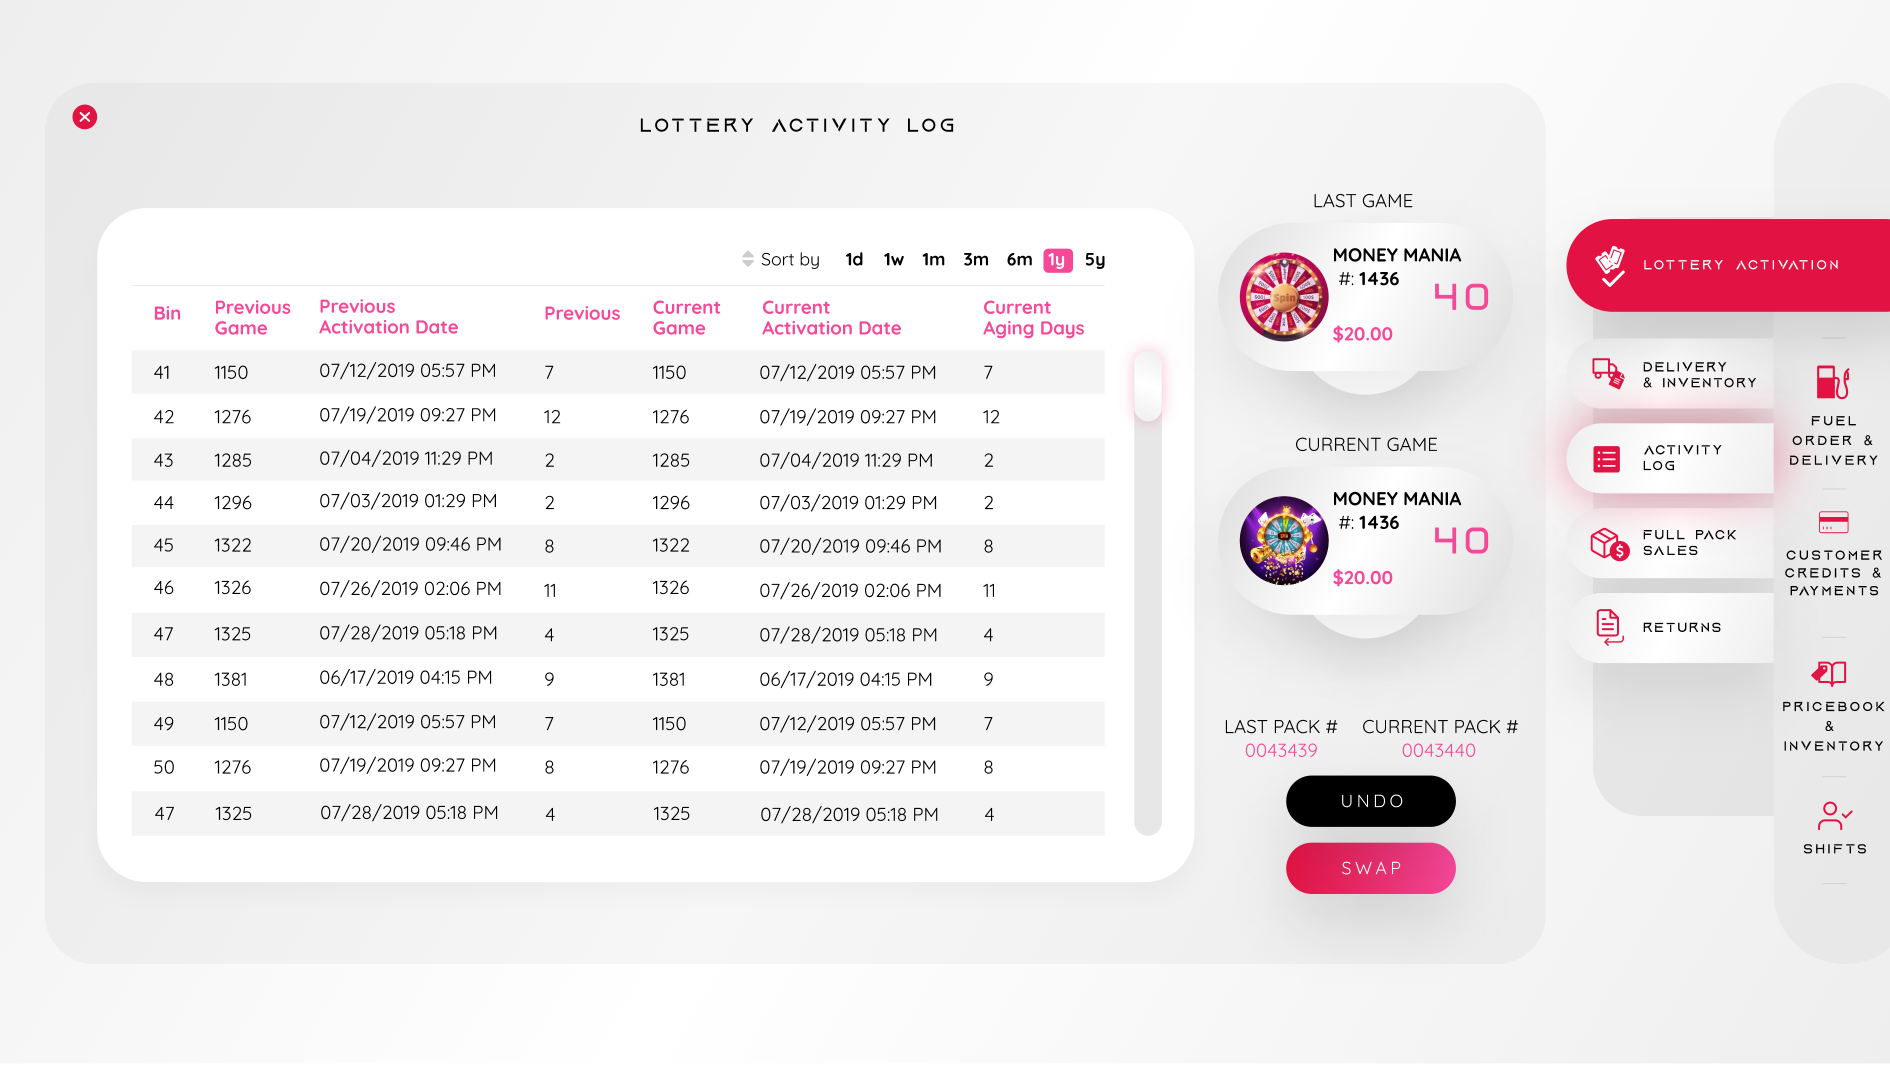 LOTTERY ACTIVITY LOG
Sort by 1d 1w 1m 3m 6m 1y 5y
Bin Previous Game Previous Activation Date Previous Current Game Current Activation Date Current Aging Days
41 1150 07/12/2019 05:57 PM 7 1150 07/12/2019 05:57 PM 7
42 1276 07/19/2019 09:27 PM 12 1276 07/19/2019 09:27 PM 12
43 1285 07/04/2019 11:29 PM 2 1285 07/04/2019 11:29 PM 2
44 1296 07/03/2019 01:29 PM 2 1296 07/03/2019 01:29 PM 2
45 1322 07/20/2019 09:46 PM 8 1322 07/20/2019 09:46 PM 8
46 1326 07/26/2019 02:06 PM 11 1326 07/26/2019 02:06 PM 11
47 1325 07/28/2019 05:18 PM 4 1325 07/28/2019 05:18 PM 4
48 1381 06/17/2019 04:15 PM 9 1381 06/17/2019 04:15 PM 9
49 1150 07/12/2019 05:57 PM 7 1150 07/12/2019 05:57 PM 7
50 1276 07/19/2019 09:27 PM 8 1276 07/19/2019 09:27 PM 8
47 1325 07/28/2019 05:18 PM 4 1325 07/28/2019 05:18 PM 4
LAST GAME
Spin
MONEY MANIA
#: 1436
40
$20.00
CURRENT GAME
MONEY MANIA
#: 1436
40
$20.00
LAST PACK # CURRENT PACK #
0043439 0043440
UNDO
SWAP
LOTTERY ACTIVATION
DELIVERY
& INVENTORY
ACTIVITY
LOG
FULL PACK
SALES
RETURNS
FUEL
ORDER &
DELIVERY
CUSTOMER
CREDITS &
PAYMENTS
PRICEBOOK
&
INVENTORY
SHIFTS